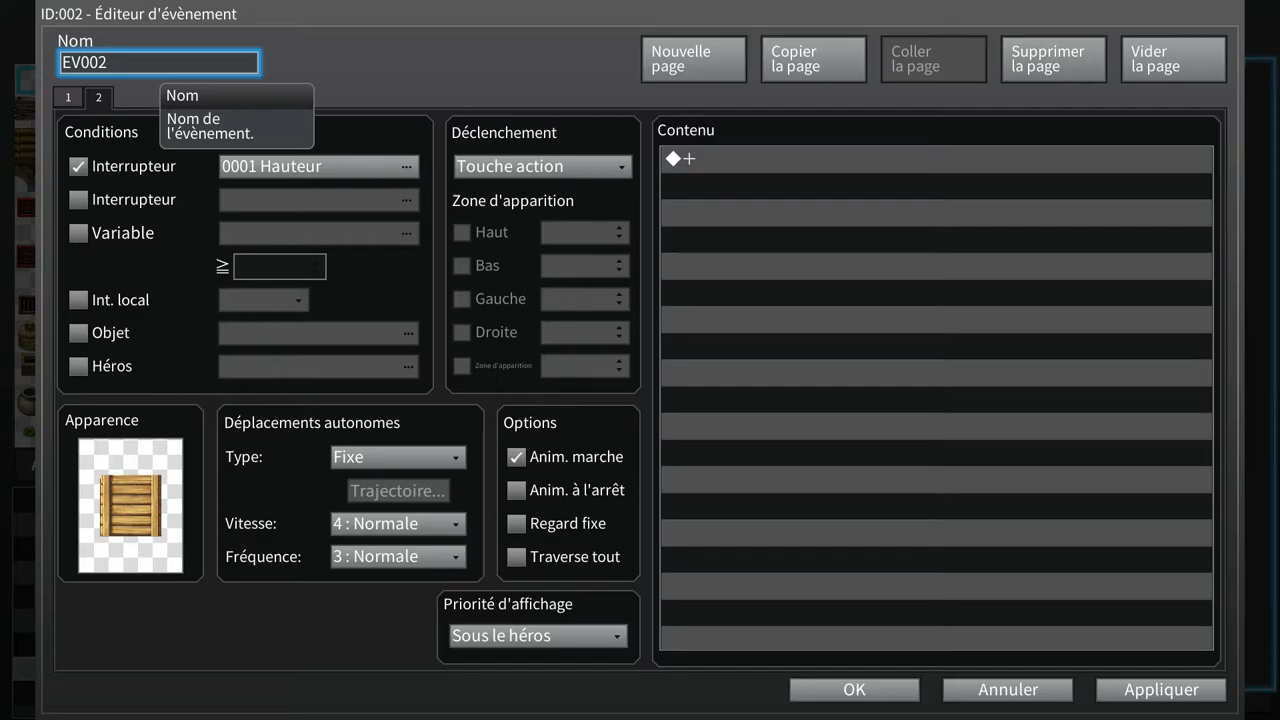 ID:002 - Éditeur d'évènement
Nom
EV002
Nouvelle page
Copier la page
Coller la page
Supprimer la page
Vider la page
1
2
Nom
Nom de
l'évènement.
Conditions
Interrupteur
0001 Hauteur
...
Interrupteur
...
Variable
...
≧
Int. local
Objet
...
Héros
...
Déclenchement
Touche action
Zone d'apparition
Haut
Bas
Gauche
Droite
Zone d'apparition
Contenu
◆+
Apparence
Déplacements autonomes
Type:
Fixe
Trajectoire...
Vitesse:
4 : Normale
Fréquence:
3 : Normale
Options
Anim. marche
Anim. à l'arrêt
Regard fixe
Traverse tout
Priorité d'affichage
Sous le héros
OK
Annuler
Appliquer